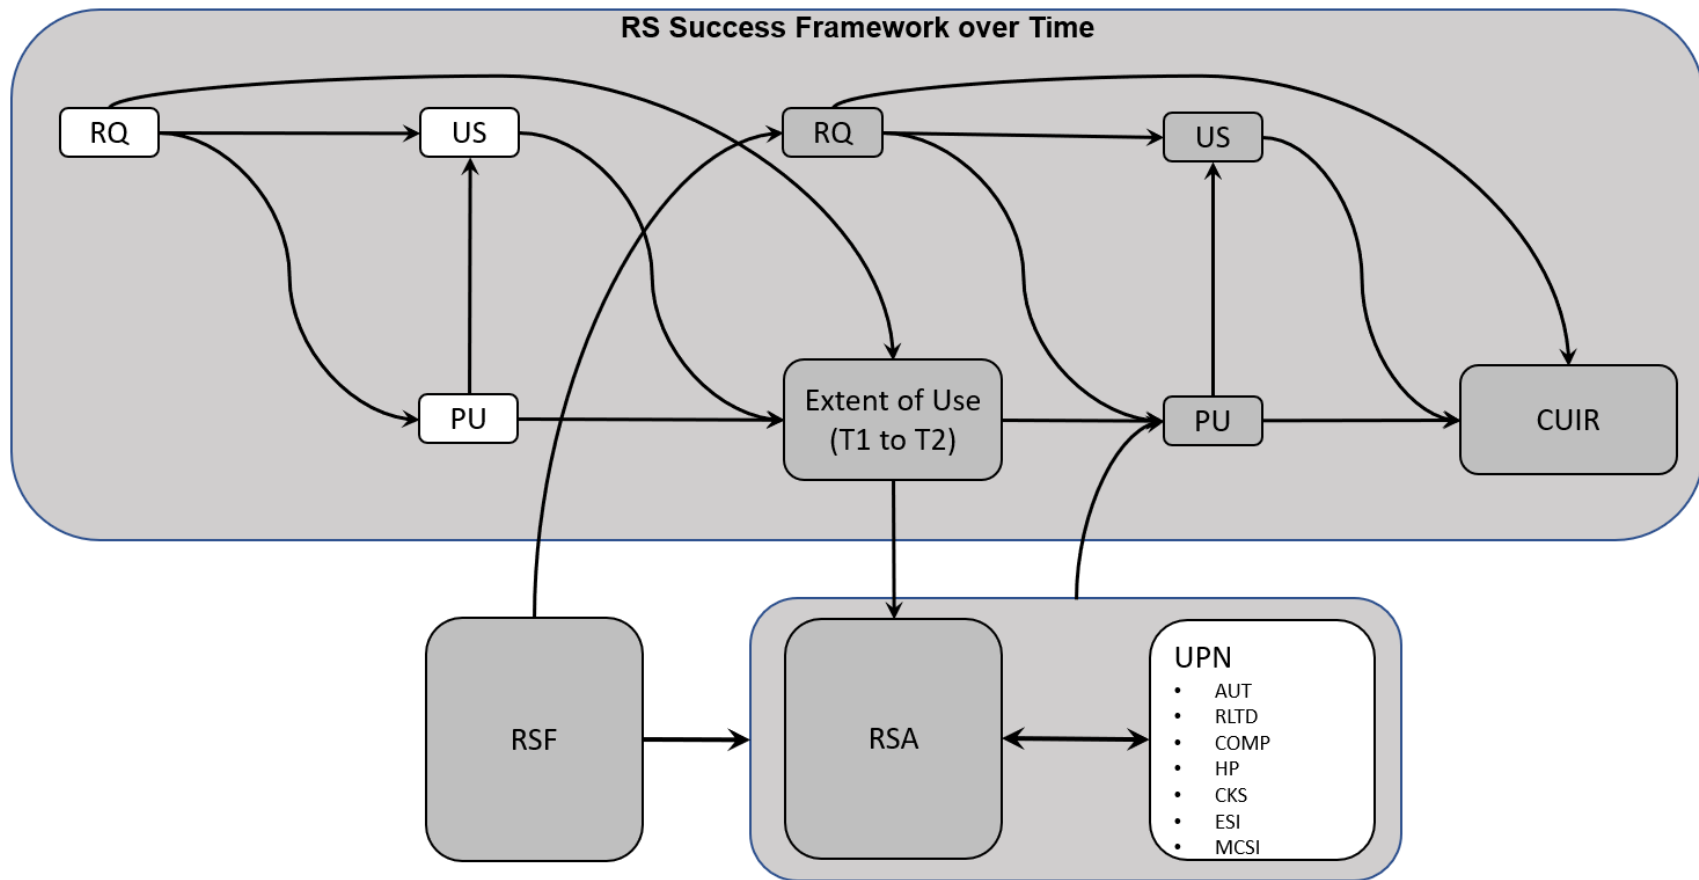 RS Success Framework over Time
RQ
US
RQ
US
PU
Extent of Use
(T1 to T2)
PU
CUIR
RSF
RSA
UPN
• AUT
• RLTD
• COMP
• HP
• CKS
• ESI
• MCSI